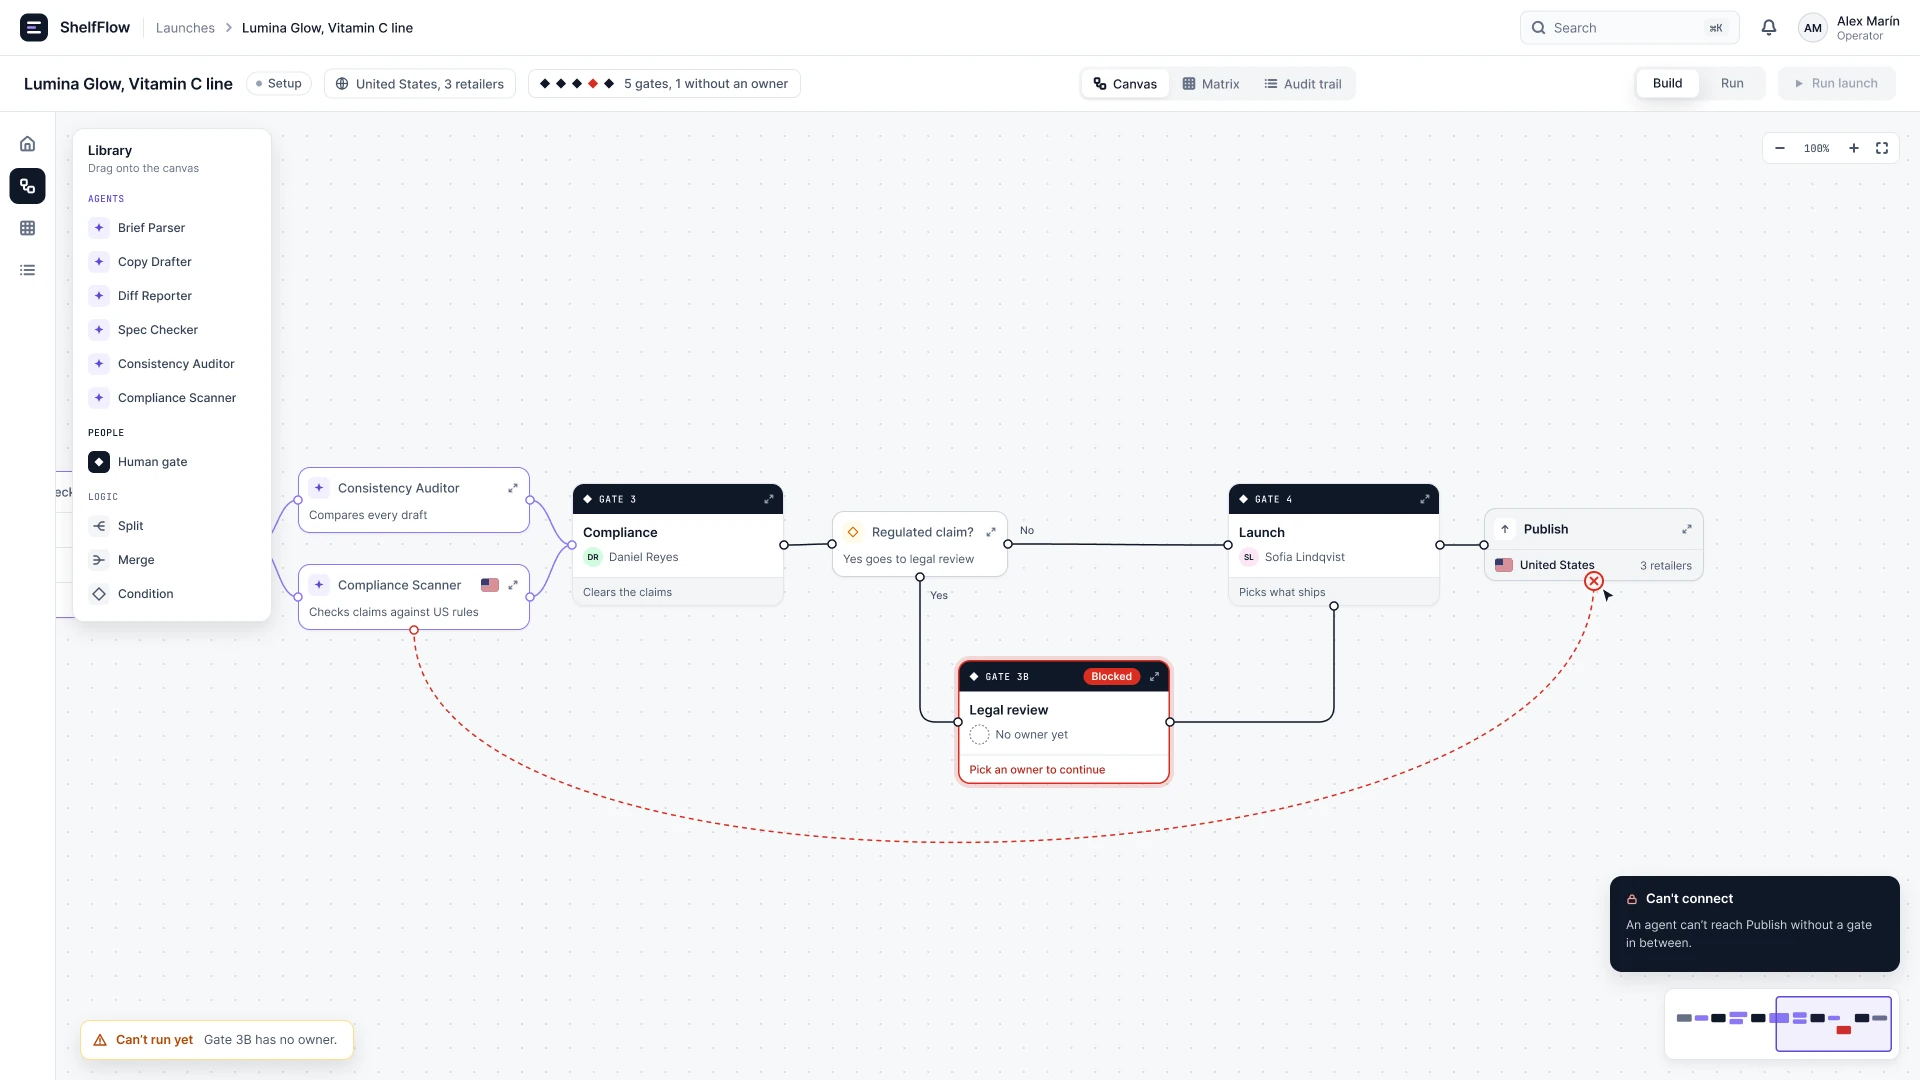 ShelfFlow
Launches
Lumina Glow, Vitamin C line
Search
⌘K
AM
Alex Marín
Operator
Lumina Glow, Vitamin C line
Setup
United States, 3 retailers
5 gates, 1 without an owner
Canvas
Matrix
Audit trail
Build
Run
Run launch
Library
Drag onto the canvas
AGENTS
Brief Parser
Copy Drafter
Diff Reporter
Spec Checker
Consistency Auditor
Compliance Scanner
PEOPLE
Human gate
LOGIC
Split
Merge
Condition
100%
Consistency Auditor
Compares every draft
Compliance Scanner
Checks claims against US rules
GATE 3
Compliance
DR
Daniel Reyes
Clears the claims
Regulated claim?
Yes goes to legal review
No
Yes
GATE 4
Launch
SL
Sofia Lindqvist
Picks what ships
Publish
United States
3 retailers
GATE 3B
Blocked
Legal review
No owner yet
Pick an owner to continue
Can't connect
An agent can't reach Publish without a gate
in between.
Can't run yet
Gate 3B has no owner.